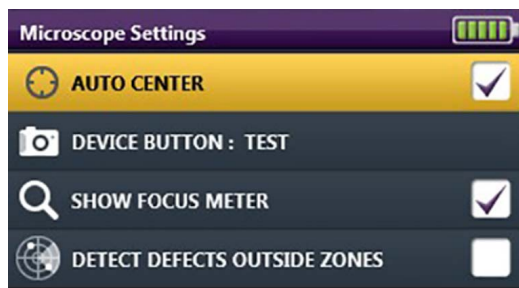 Microscope Settings
AUTO CENTER
DEVICE BUTTON : TEST
SHOW FOCUS METER
DETECT DEFECTS OUTSIDE ZONES